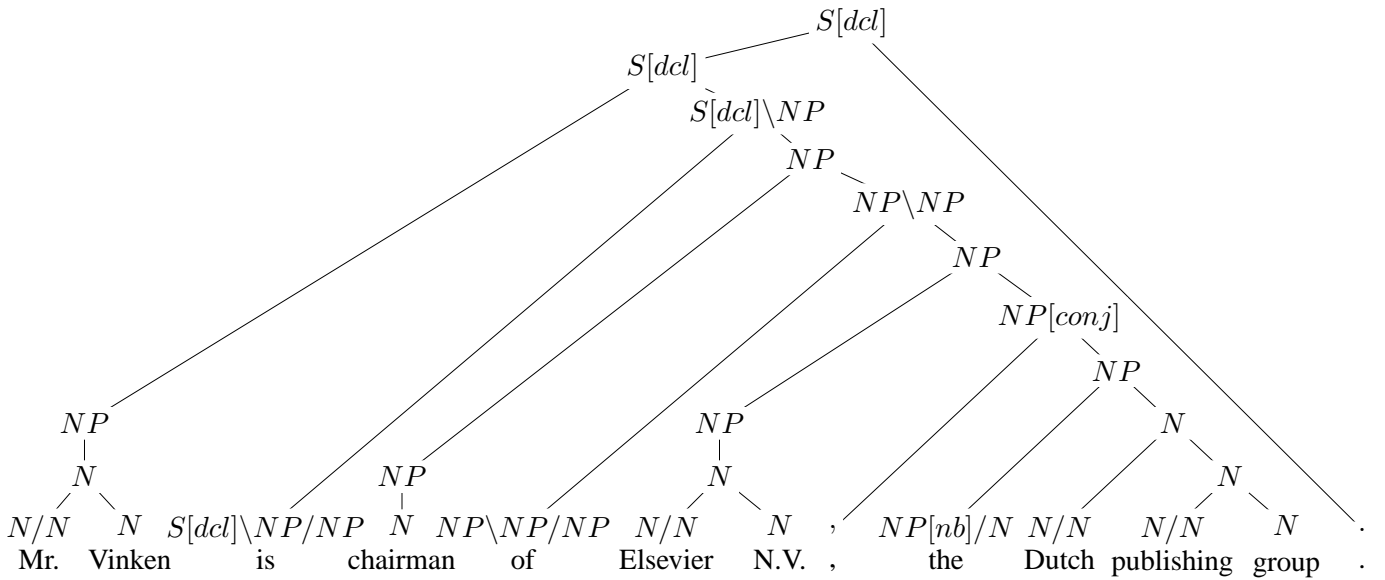 S[dcl]
S[dcl]
S[dcl]\NP
NP
NP\NP
NP
NP[conj]
NP
NP NP N
N NP N N
N/N N S[dcl]\NP/NP N NP\NP/NP N/N N , NP[nb]/N N/N N/N N .
Mr. Vinken is chairman of Elsevier N.V. , the Dutch publishing group .